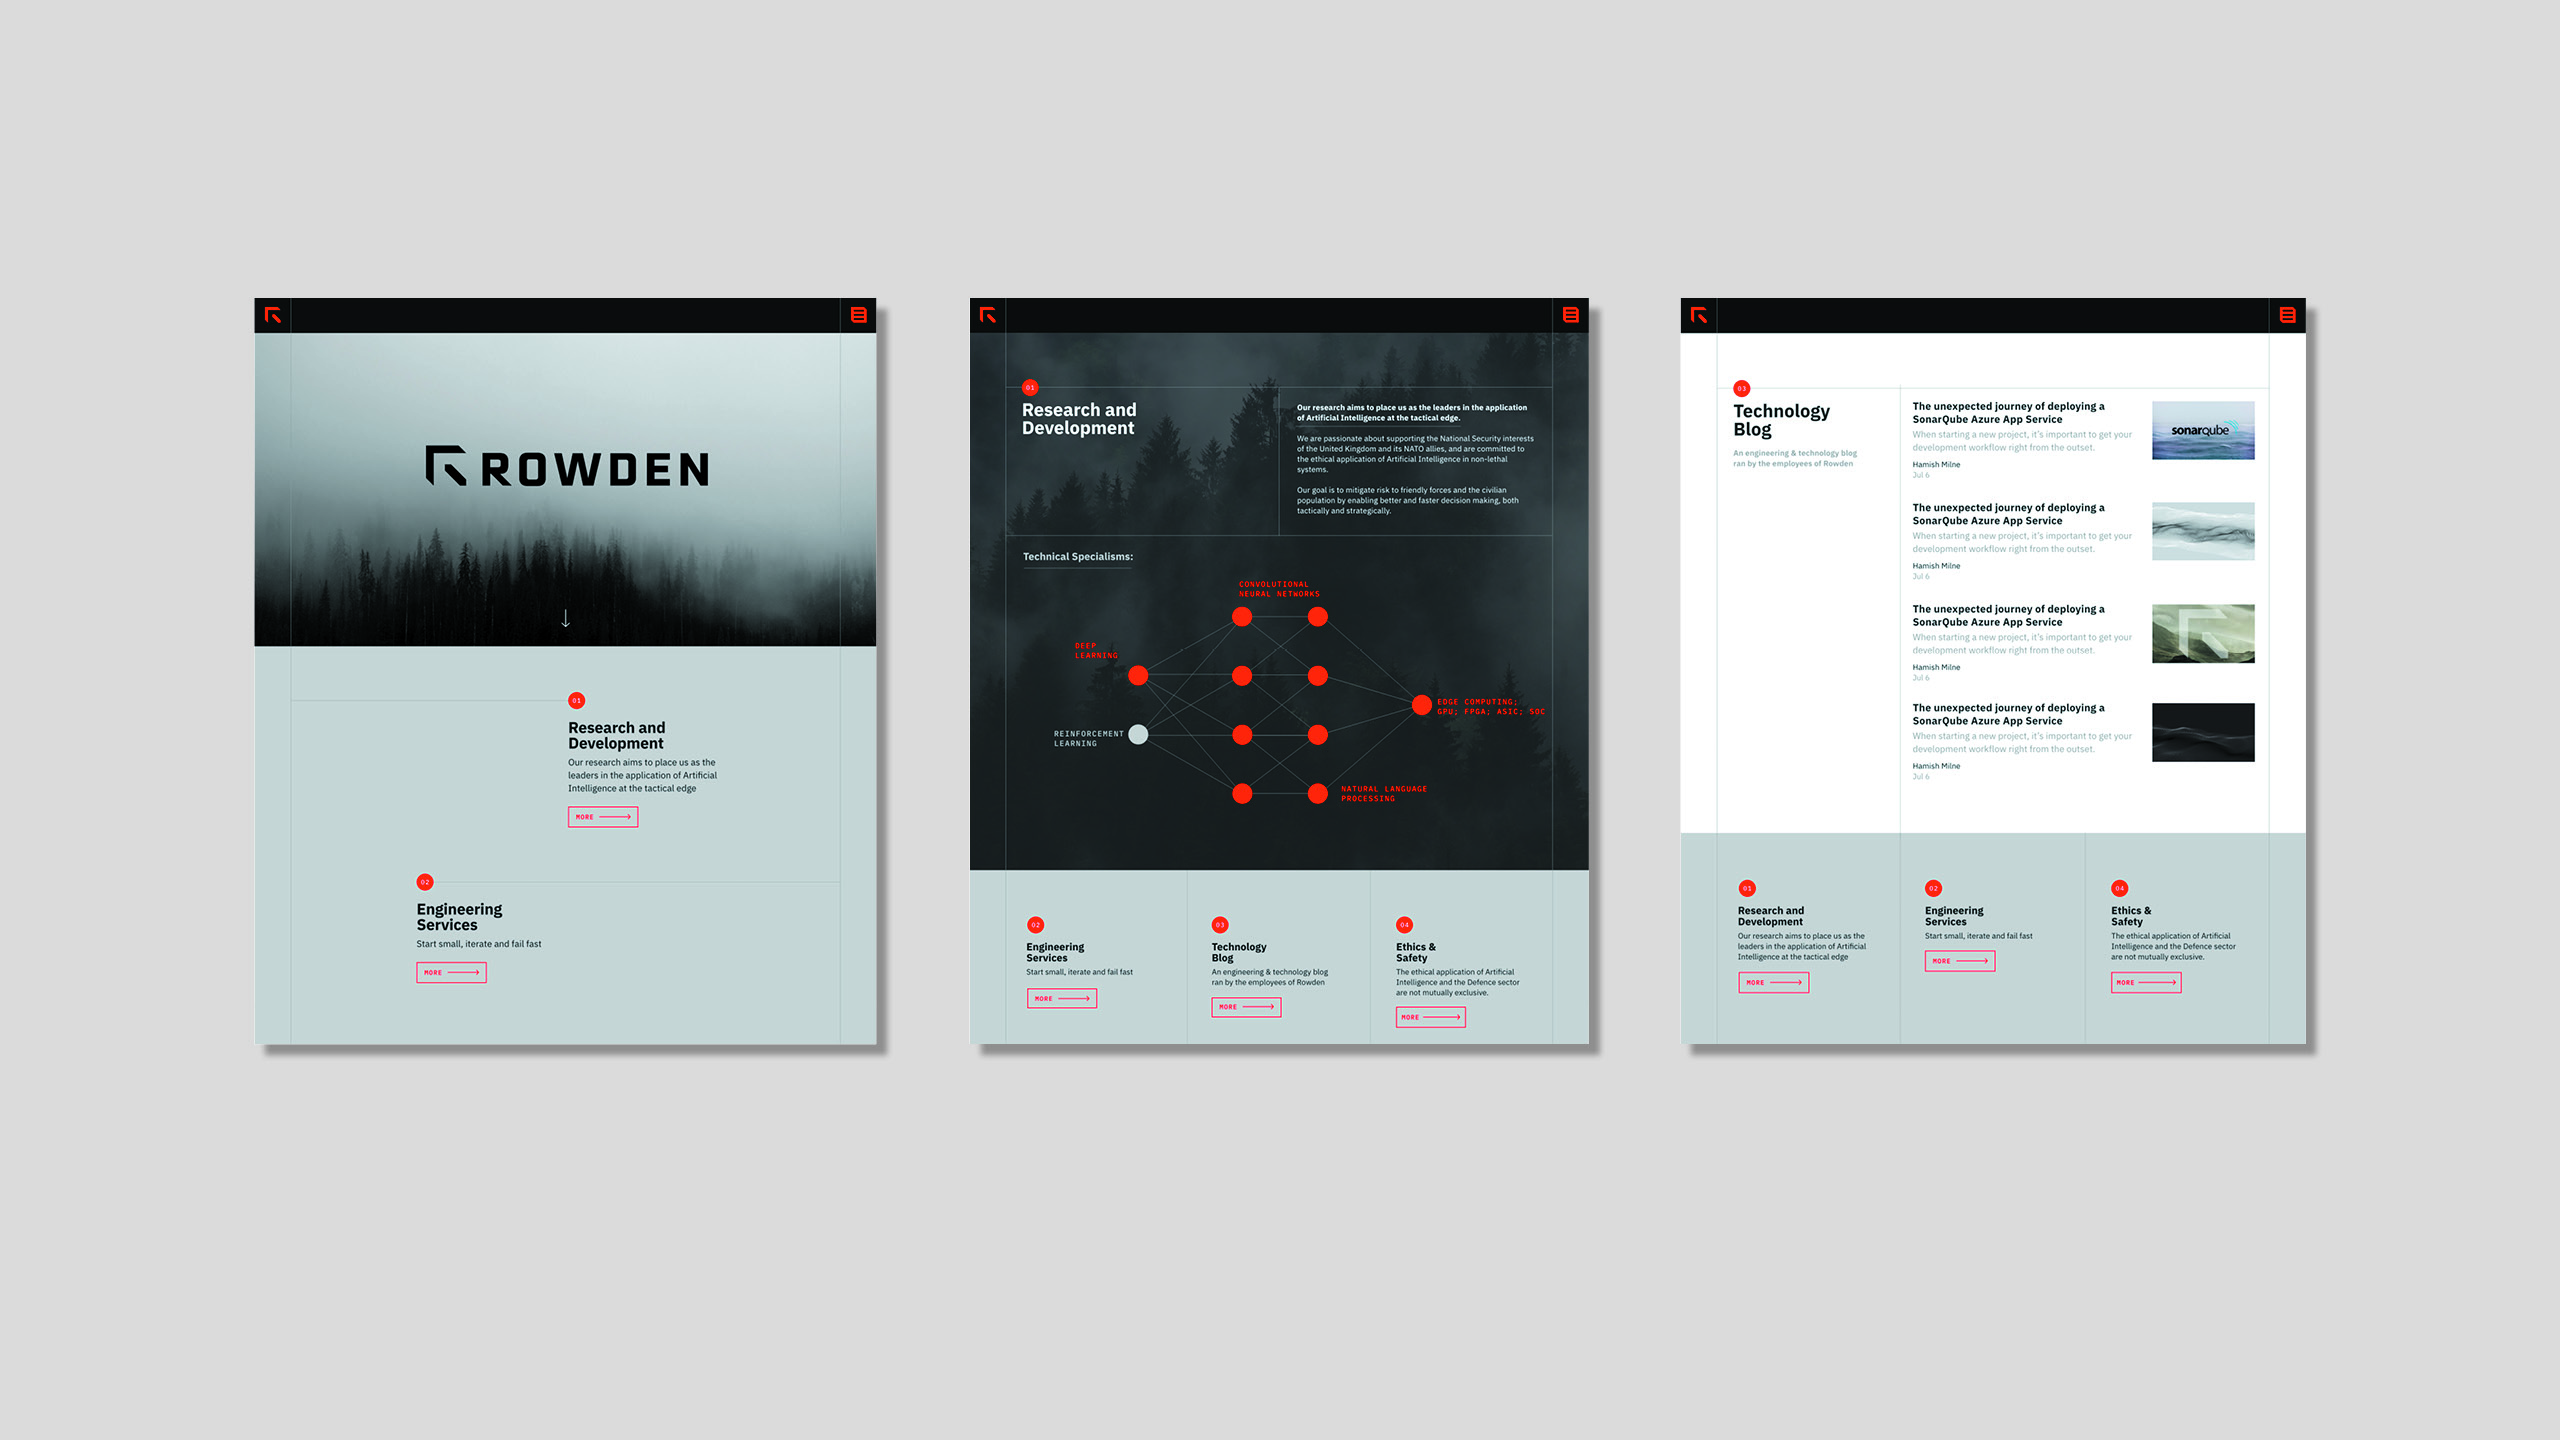 ROWDEN
01
Research and
Development
Our research aims to place us as the
leaders in the application of Artificial
Intelligence at the tactical edge
MORE
02
Engineering
Services
Start small, iterate and fail fast
MORE
01
Research and
Development
Our research aims to place us as the leaders in the application
of Artificial Intelligence at the tactical edge.
We are passionate about supporting the National Security interests
of the United Kingdom and its NATO allies, and are committed to
the ethical application of Artificial Intelligence in non-lethal
systems.
Our goal is to mitigate risk to friendly forces and the civilian
population by enabling better and faster decision making, both
tactically and strategically.
Technical Specialisms:
CONVOLUTIONAL
NEURAL NETWORKS
DEEP
LEARNING
REINFORCEMENT
LEARNING
EDGE COMPUTING;
GPU; FPGA; ASIC; SOC
NATURAL LANGUAGE
PROCESSING
02
Engineering
Services
Start small, iterate and fail fast
MORE
03
Technology
Blog
An engineering & technology blog
ran by the employees of Rowden
MORE
04
Ethics &
Safety
The ethical application of Artificial
Intelligence and the Defence sector
are not mutually exclusive.
MORE
03
Technology
Blog
An engineering & technology blog
ran by the employees of Rowden
The unexpected journey of deploying a
SonarQube Azure App Service
When starting a new project, it's important to get your
development workflow right from the outset.
Hamish Milne
Jul 6
sonarqube
The unexpected journey of deploying a
SonarQube Azure App Service
When starting a new project, it's important to get your
development workflow right from the outset.
Hamish Milne
Jul 6
The unexpected journey of deploying a
SonarQube Azure App Service
When starting a new project, it's important to get your
development workflow right from the outset.
Hamish Milne
Jul 6
The unexpected journey of deploying a
SonarQube Azure App Service
When starting a new project, it's important to get your
development workflow right from the outset.
Hamish Milne
Jul 6
01
Research and
Development
Our research aims to place us as the
leaders in the application of Artificial
Intelligence at the tactical edge
MORE
02
Engineering
Services
Start small, iterate and fail fast
MORE
04
Ethics &
Safety
The ethical application of Artificial
Intelligence and the Defence sector
are not mutually exclusive.
MORE